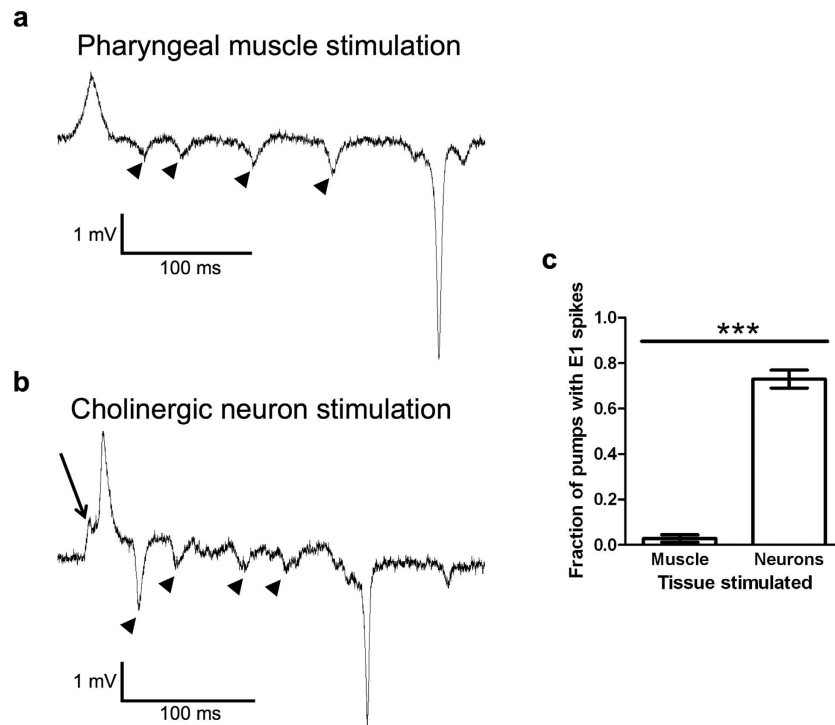 a
Pharyngeal muscle stimulation
1 mV
100 ms
b
Cholinergic neuron stimulation
1 mV
100 ms
c
Fraction of pumps with E1 spikes
1.0
0.8
0.6
0.4
0.2
0.0
***
Muscle
Neurons
Tissue stimulated